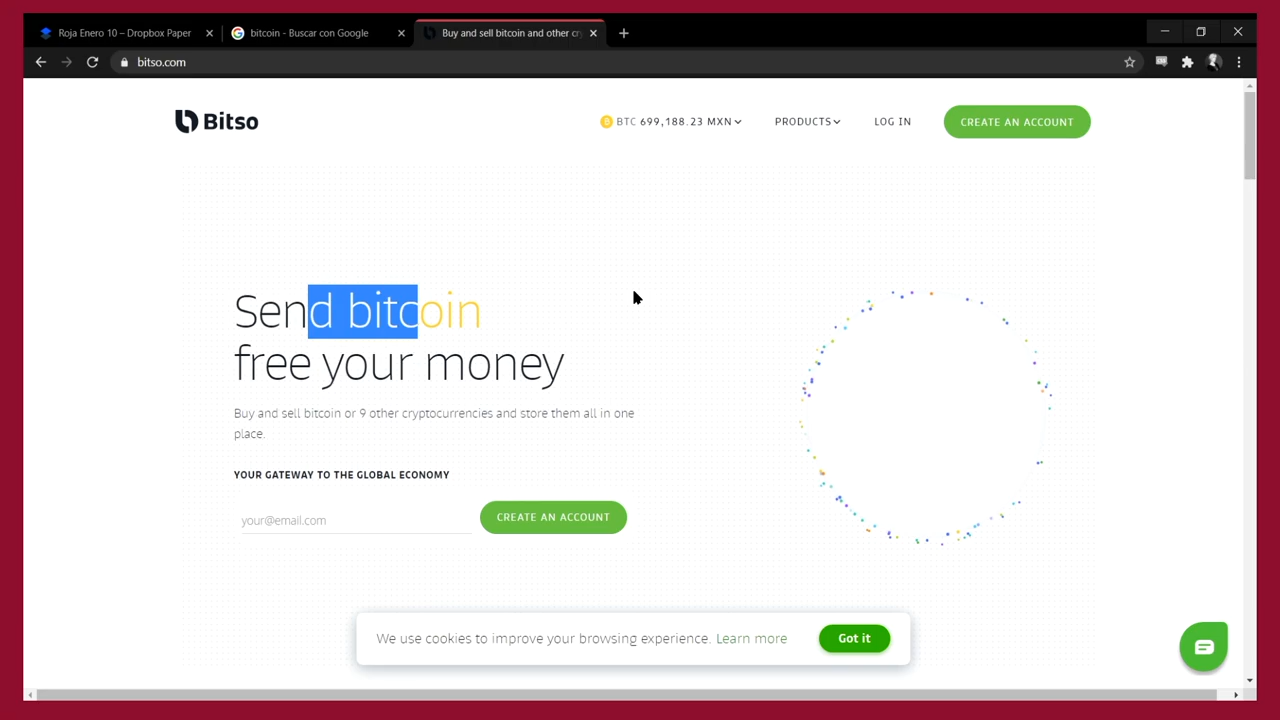 Roja Enero 10 – Dropbox Paper
bitcoin - Buscar con Google
Buy and sell bitcoin and other cr
bitso.com
Bitso
BTC 699,188.23 MXN
PRODUCTS
LOG IN
CREATE AN ACCOUNT
Send bitcoin
free your money
Buy and sell bitcoin or 9 other cryptocurrencies and store them all in one
place.
YOUR GATEWAY TO THE GLOBAL ECONOMY
your@email.com
CREATE AN ACCOUNT
We use cookies to improve your browsing experience. Learn more
Got it